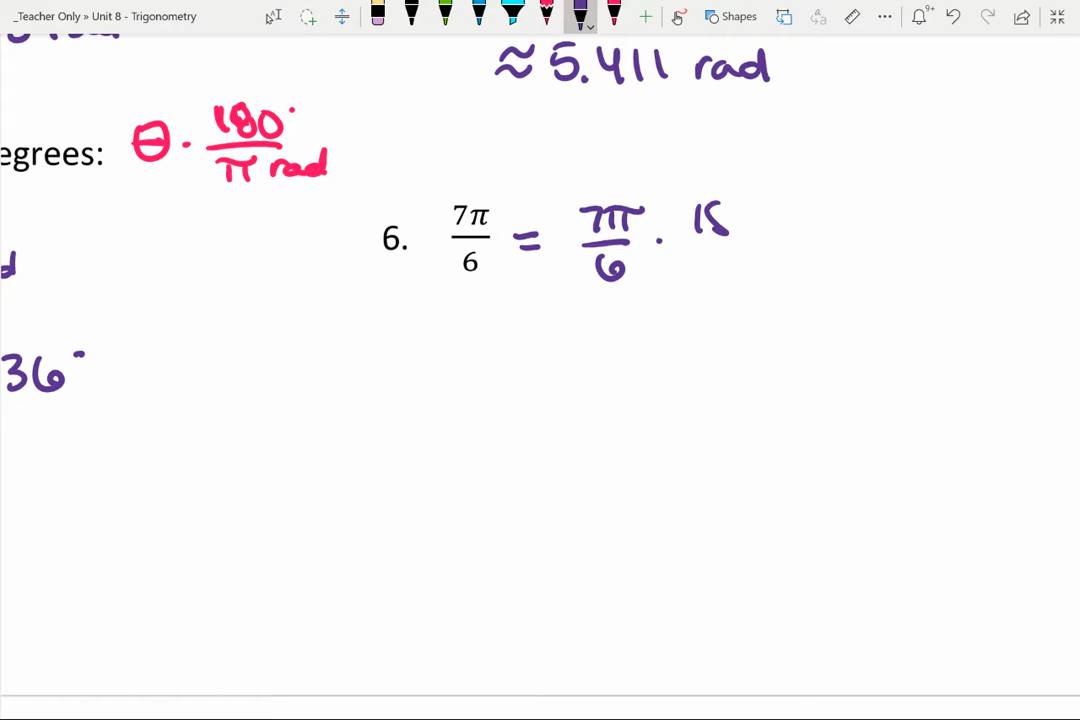 _Teacher Only » Unit 8 - Trigonometry
Shapes
9+
≈ 5.411 rad
egrees: θ · 180° / π rad
6. 7π/6 = 7π/6 · 18
36°